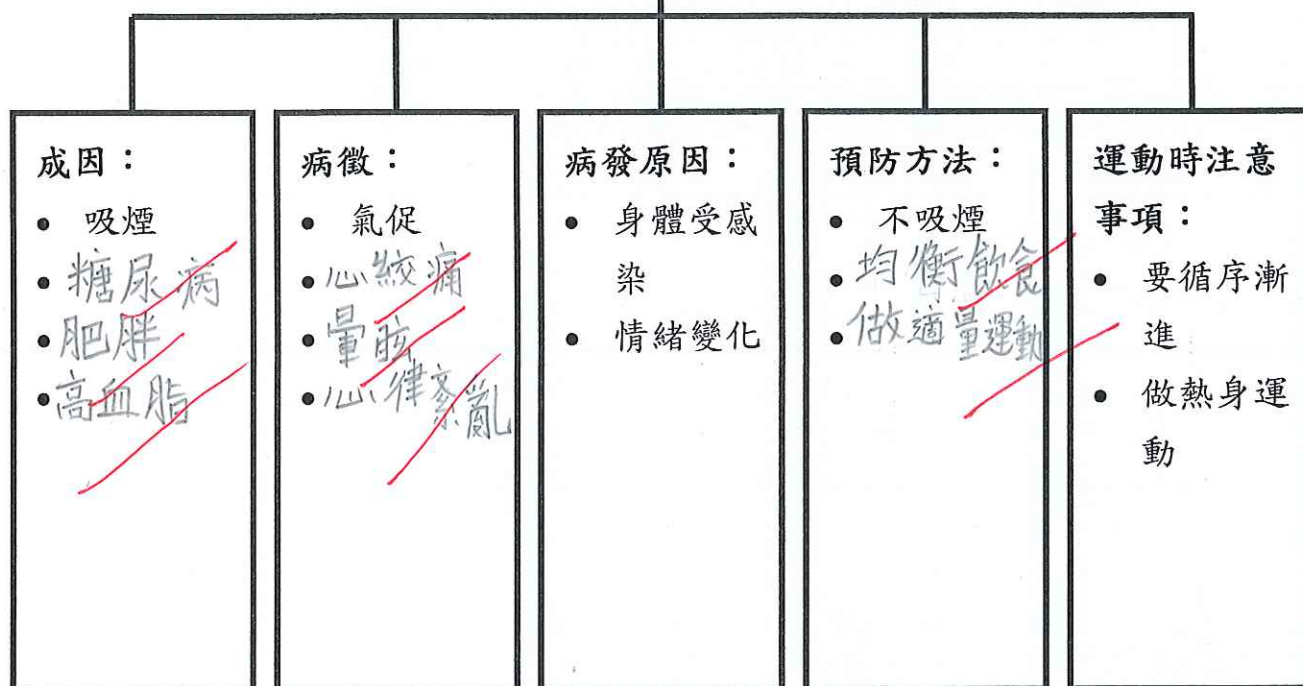 成因：
• 吸煙
• 糖尿病
• 肥胖
• 高血脂
病徵：
• 氣促
• 心絞痛
• 暈眩
• 心律紊亂
病發原因：
• 身體受感
染
• 情緒變化
預防方法：
• 不吸煙
• 均衡飲食
• 做適量運動
運動時注意
事項：
• 要循序漸
進
• 做熱身運
動